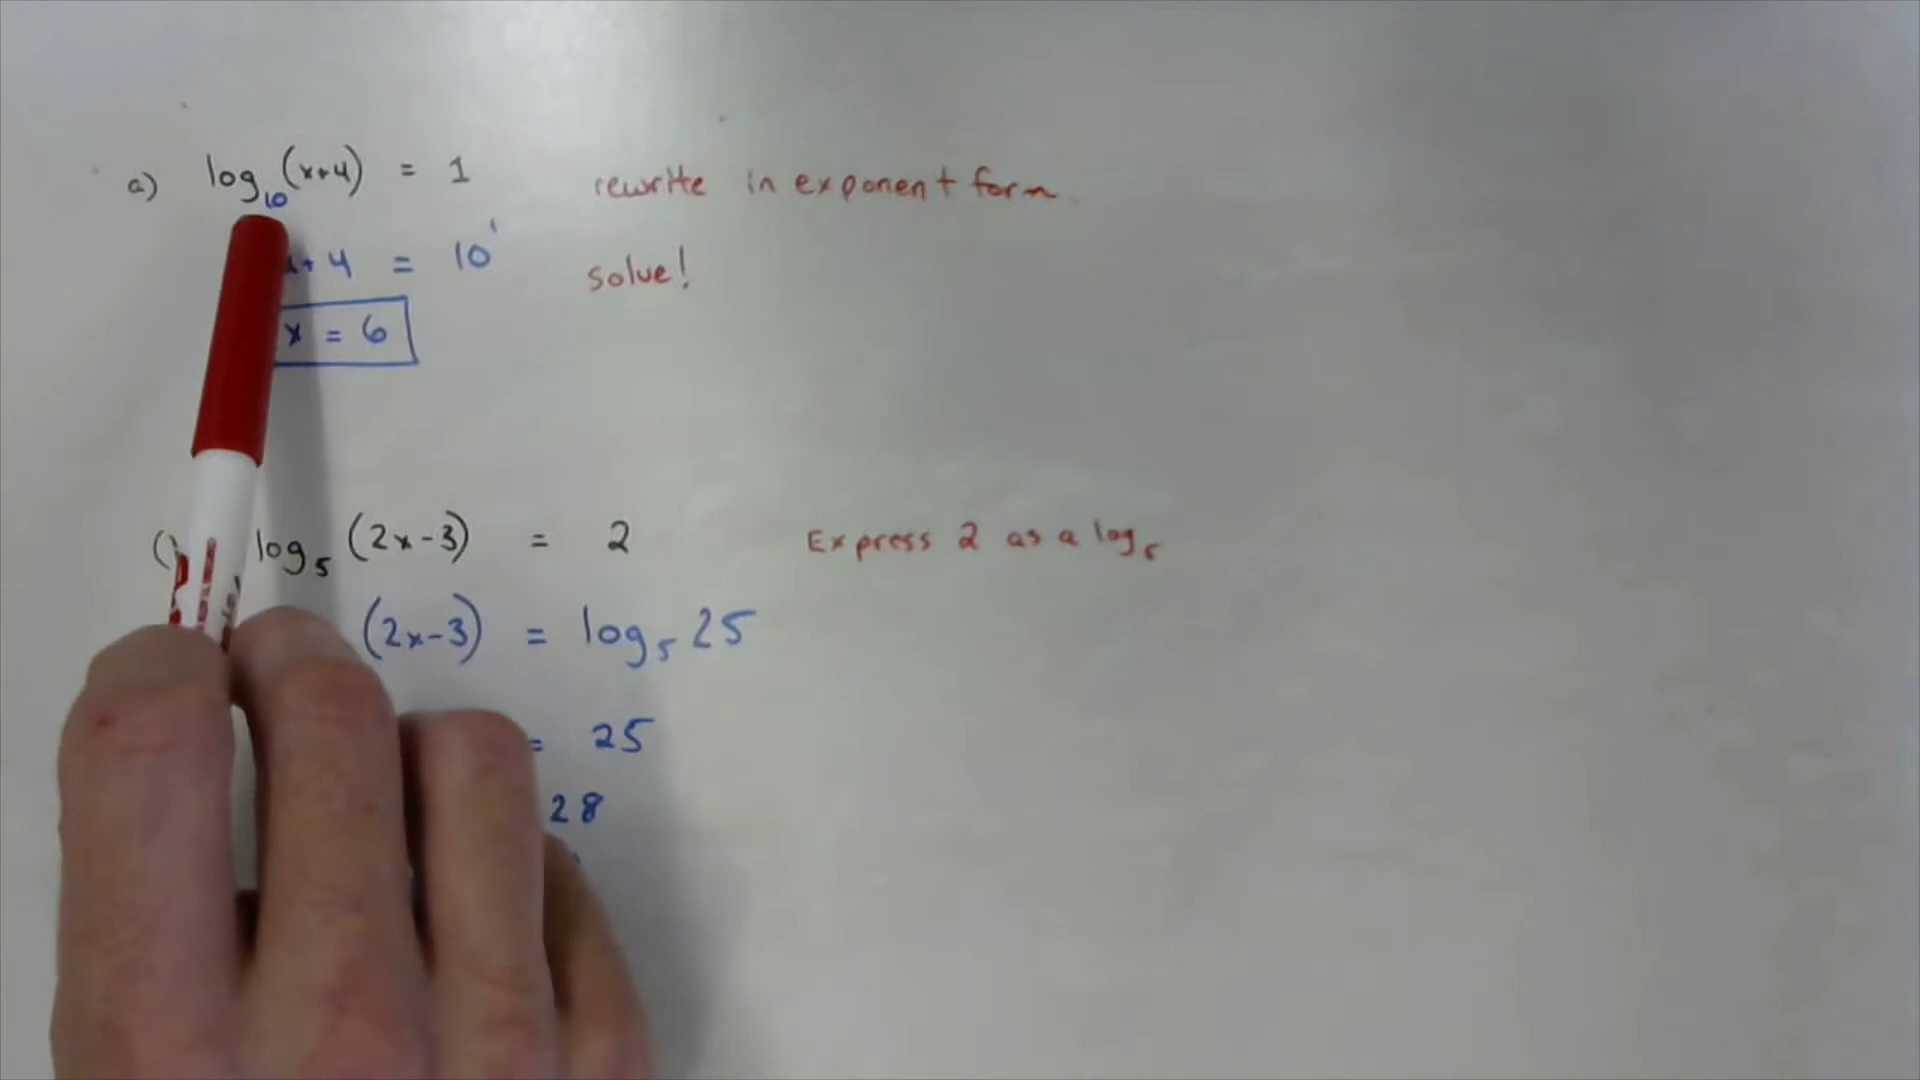 a) log₁₀ (x+4) = 1 rewrite in exponent form
+ 4 = 10¹ solve!
x = 6
log₅ (2x-3) = 2 Express 2 as a log₅
(2x-3) = log₅ 25
= 25
28